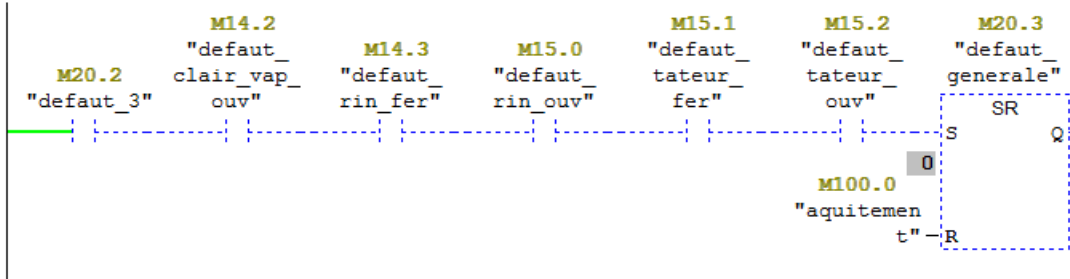 M20.2
"defaut_3"
M14.2
"defaut_
clair_vap_
ouv"
M14.3
"defaut_
rin_fer"
M15.0
"defaut_
rin_ouv"
M15.1
"defaut_
tateur_
fer"
M15.2
"defaut_
tateur_
ouv"
M20.3
"defaut_
generale"
SR
S
Q
0
M100.0
"aquitemen
t"
R